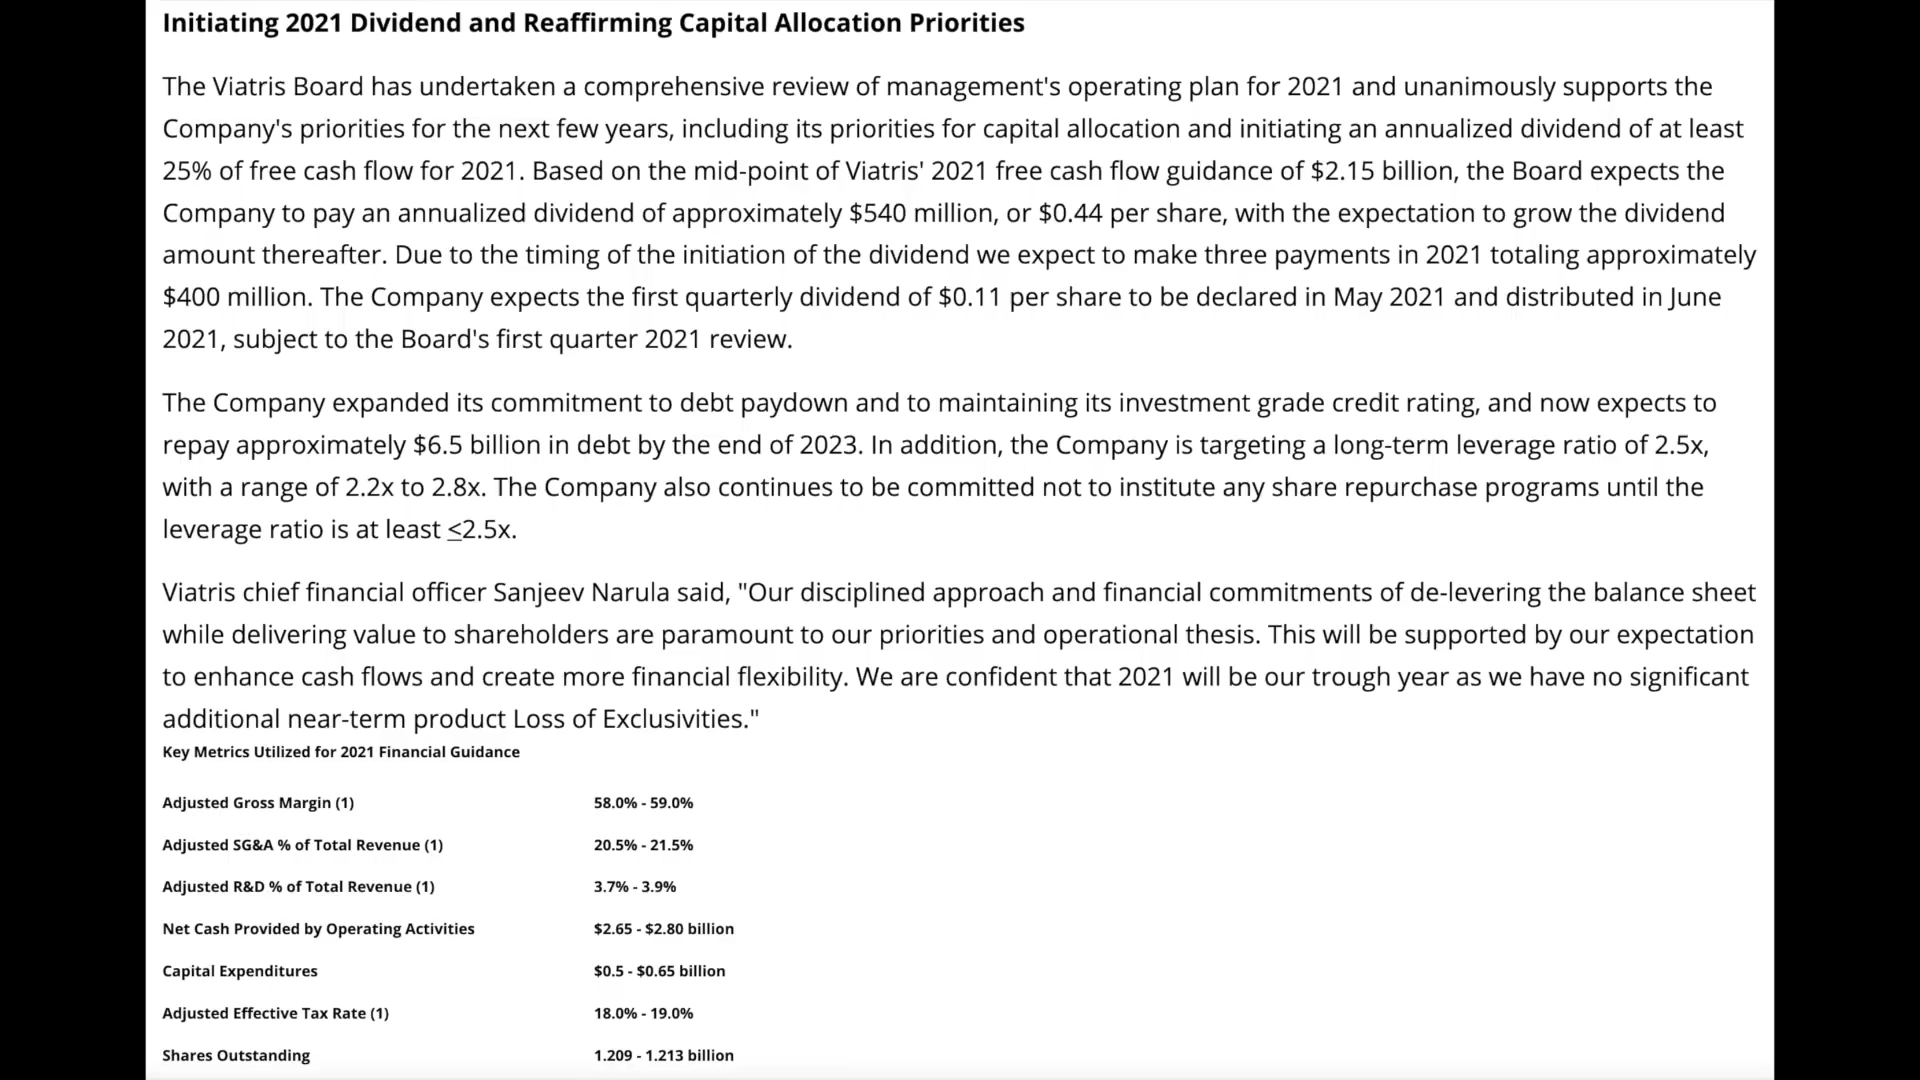 Initiating 2021 Dividend and Reaffirming Capital Allocation Priorities
The Viatris Board has undertaken a comprehensive review of management's operating plan for 2021 and unanimously supports the
Company's priorities for the next few years, including its priorities for capital allocation and initiating an annualized dividend of at least
25% of free cash flow for 2021. Based on the mid-point of Viatris' 2021 free cash flow guidance of $2.15 billion, the Board expects the
Company to pay an annualized dividend of approximately $540 million, or $0.44 per share, with the expectation to grow the dividend
amount thereafter. Due to the timing of the initiation of the dividend we expect to make three payments in 2021 totaling approximately
$400 million. The Company expects the first quarterly dividend of $0.11 per share to be declared in May 2021 and distributed in June
2021, subject to the Board's first quarter 2021 review.
The Company expanded its commitment to debt paydown and to maintaining its investment grade credit rating, and now expects to
repay approximately $6.5 billion in debt by the end of 2023. In addition, the Company is targeting a long-term leverage ratio of 2.5x,
with a range of 2.2x to 2.8x. The Company also continues to be committed not to institute any share repurchase programs until the
leverage ratio is at least <2.5x.
Viatris chief financial officer Sanjeev Narula said, "Our disciplined approach and financial commitments of de-levering the balance sheet
while delivering value to shareholders are paramount to our priorities and operational thesis. This will be supported by our expectation
to enhance cash flows and create more financial flexibility. We are confident that 2021 will be our trough year as we have no significant
additional near-term product Loss of Exclusivities."
Key Metrics Utilized for 2021 Financial Guidance
Adjusted Gross Margin (1) 58.0% - 59.0%
Adjusted SG&A % of Total Revenue (1) 20.5% - 21.5%
Adjusted R&D % of Total Revenue (1) 3.7% - 3.9%
Net Cash Provided by Operating Activities $2.65 - $2.80 billion
Capital Expenditures $0.5 - $0.65 billion
Adjusted Effective Tax Rate (1) 18.0% - 19.0%
Shares Outstanding 1.209 - 1.213 billion